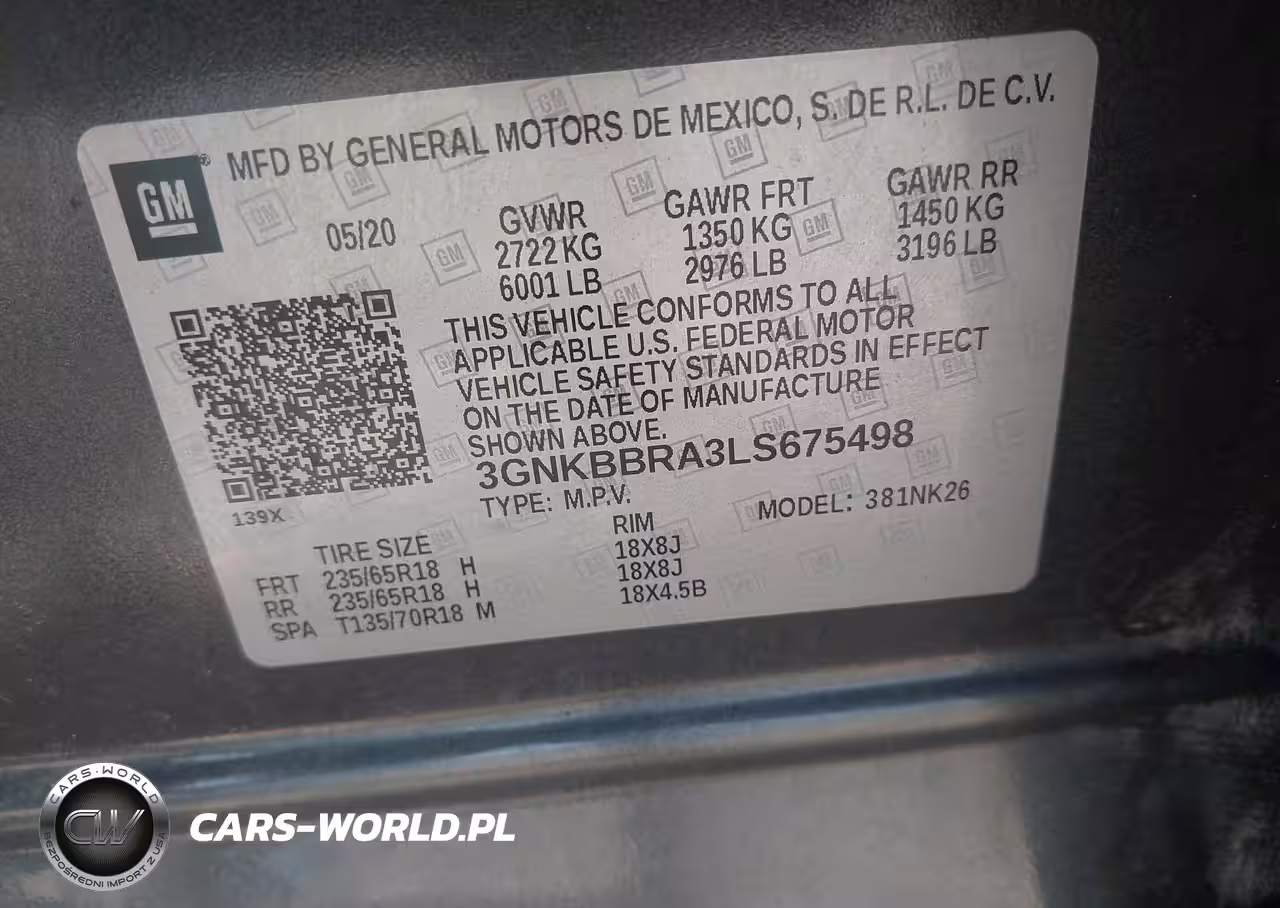 MFD BY GENERAL MOTORS DE MEXICO, S. DE R.L. DE C.V.
GM ®
05/20
GVWR GAWR FRT GAWR RR
2722 KG 1350 KG 1450 KG
6001 LB 2976 LB 3196 LB
THIS VEHICLE CONFORMS TO ALL
APPLICABLE U.S. FEDERAL MOTOR
VEHICLE SAFETY STANDARDS IN EFFECT
ON THE DATE OF MANUFACTURE
SHOWN ABOVE.
3GNKBBRA3LS675498
139X
TYPE: M.P.V. MODEL: 381NK26
TIRE SIZE RIM
FRT 235/65R18 H 18X8J
RR 235/65R18 H 18X8J
SPA T135/70R18 M 18X4.5B
CARS-WORLD
CW
BEZPOŚREDNI IMPORT Z USA
CARS-WORLD.PL